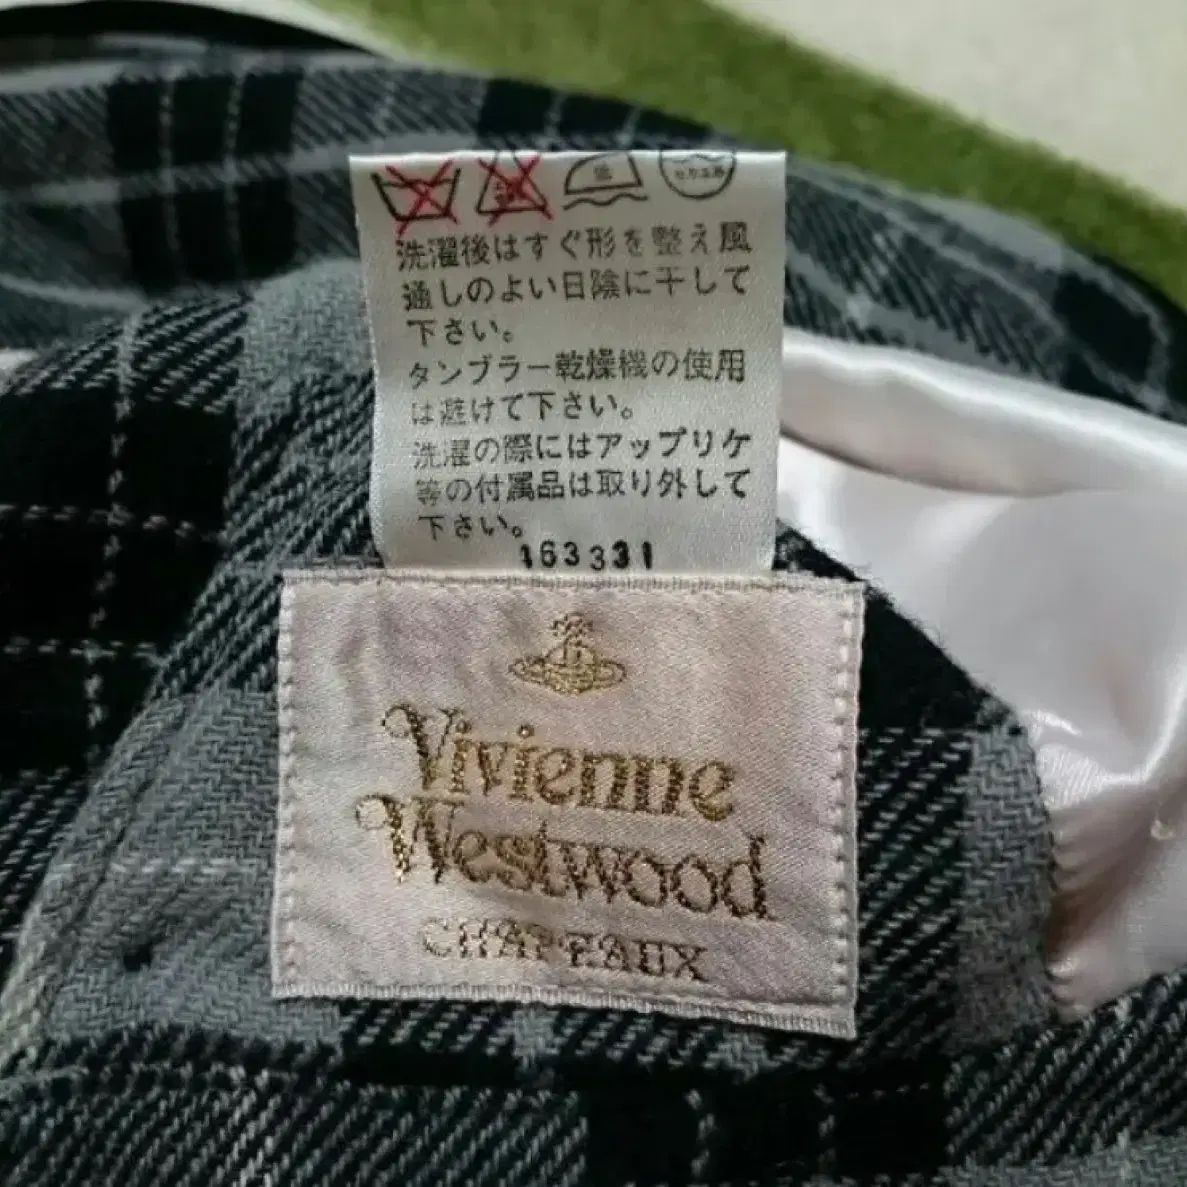 洗濯後はすぐ形を整え風
通しのよい日陰に干して
下さい。
タンブラー乾燥機の使用
は避けて下さい。
洗濯の際にはアップリケ
等の付属品は取り外して
下さい。
163331
Vivienne
Westwood
CHAPEAUX